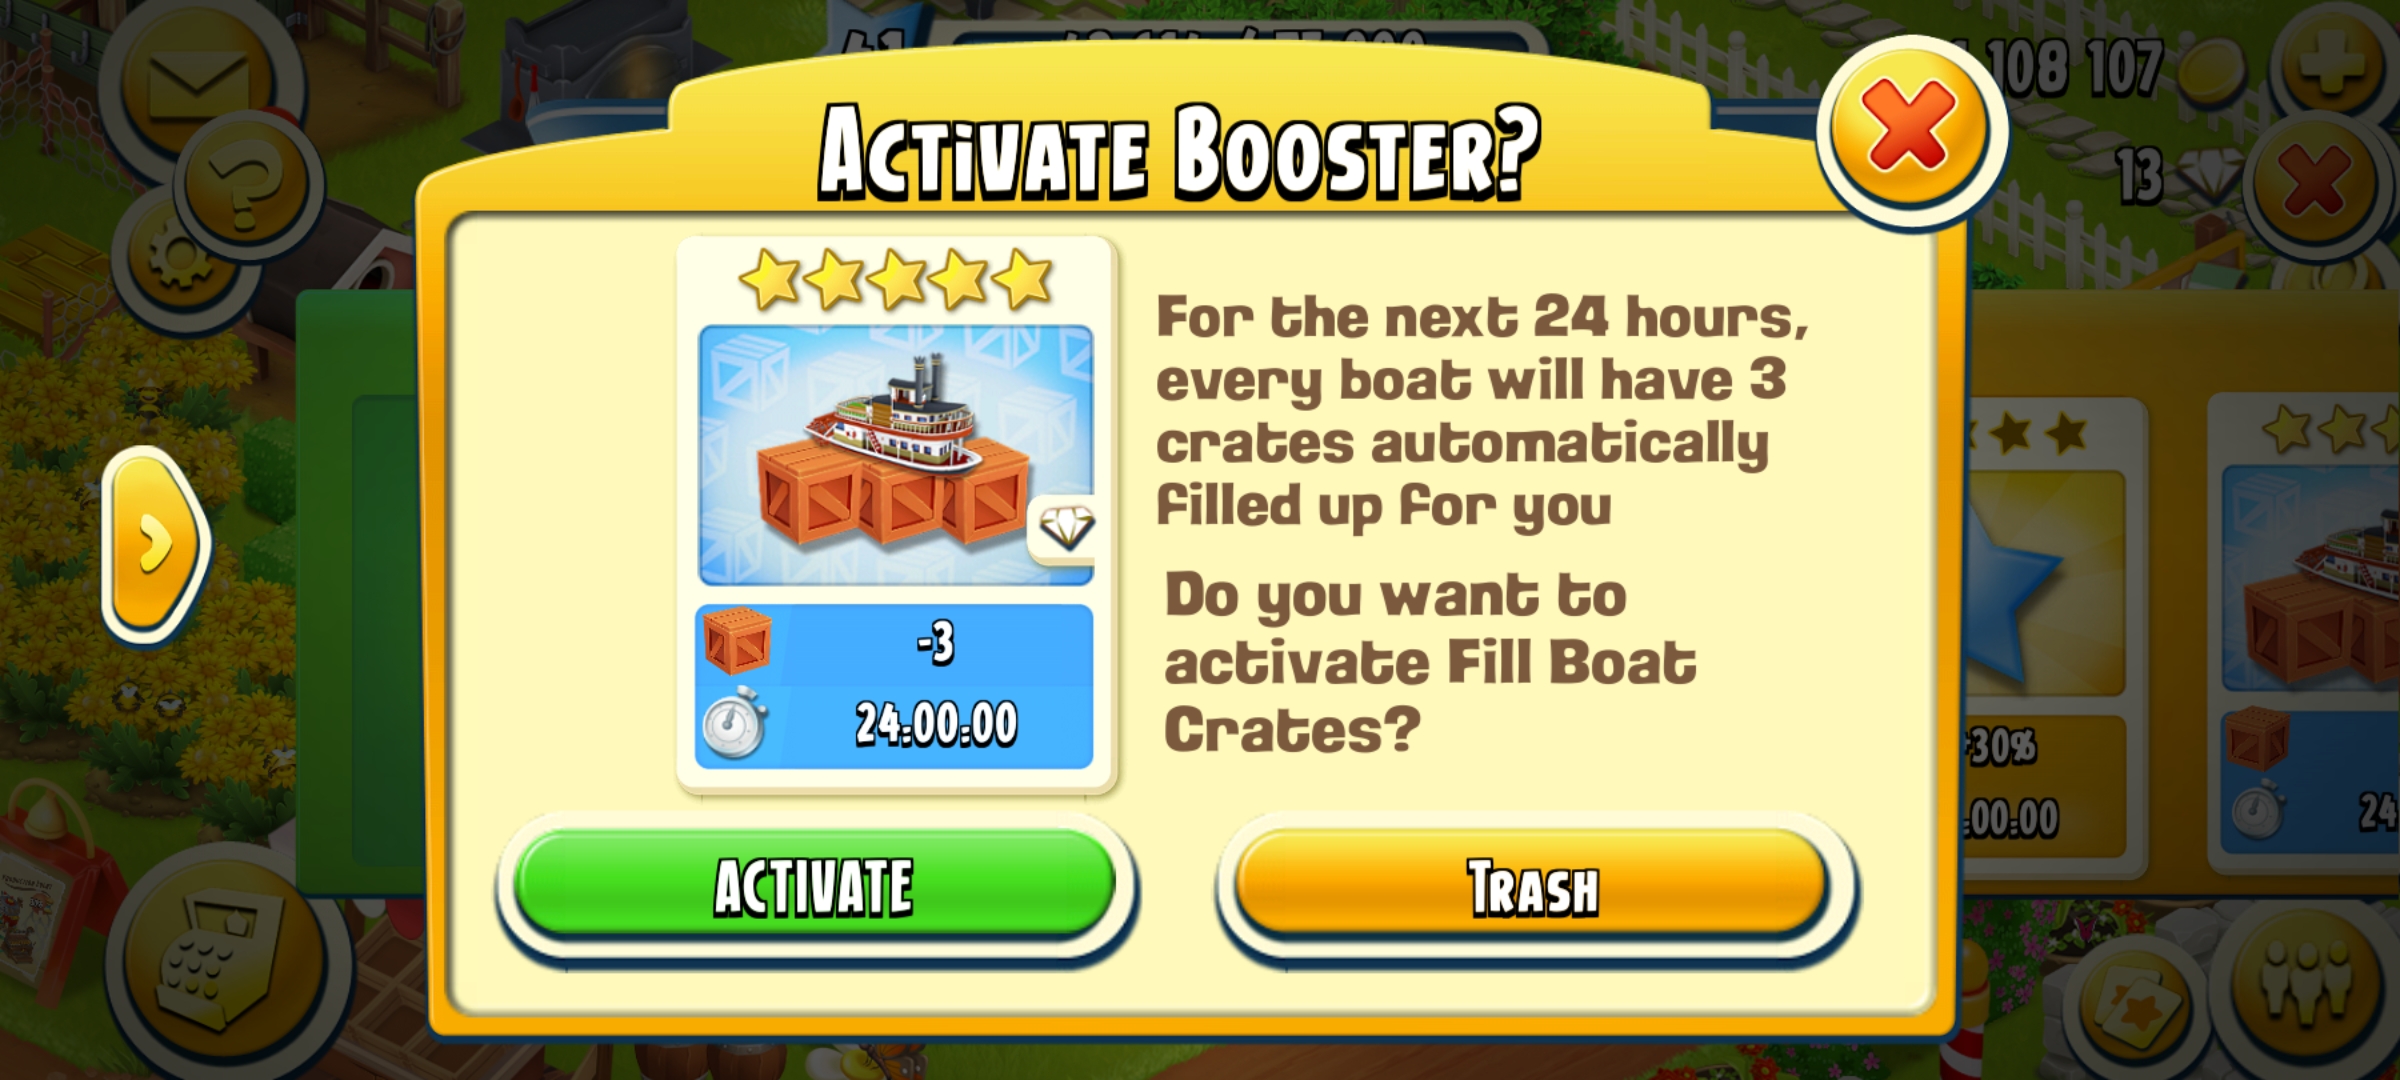 108 107
13
Activate Booster?
For the next 24 hours,
every boat will have 3
crates automatically
filled up for you
Do you want to
activate Fill Boat
Crates?
-3
24:00:00
30%
:00:00
24
ACTIVATE
Trash